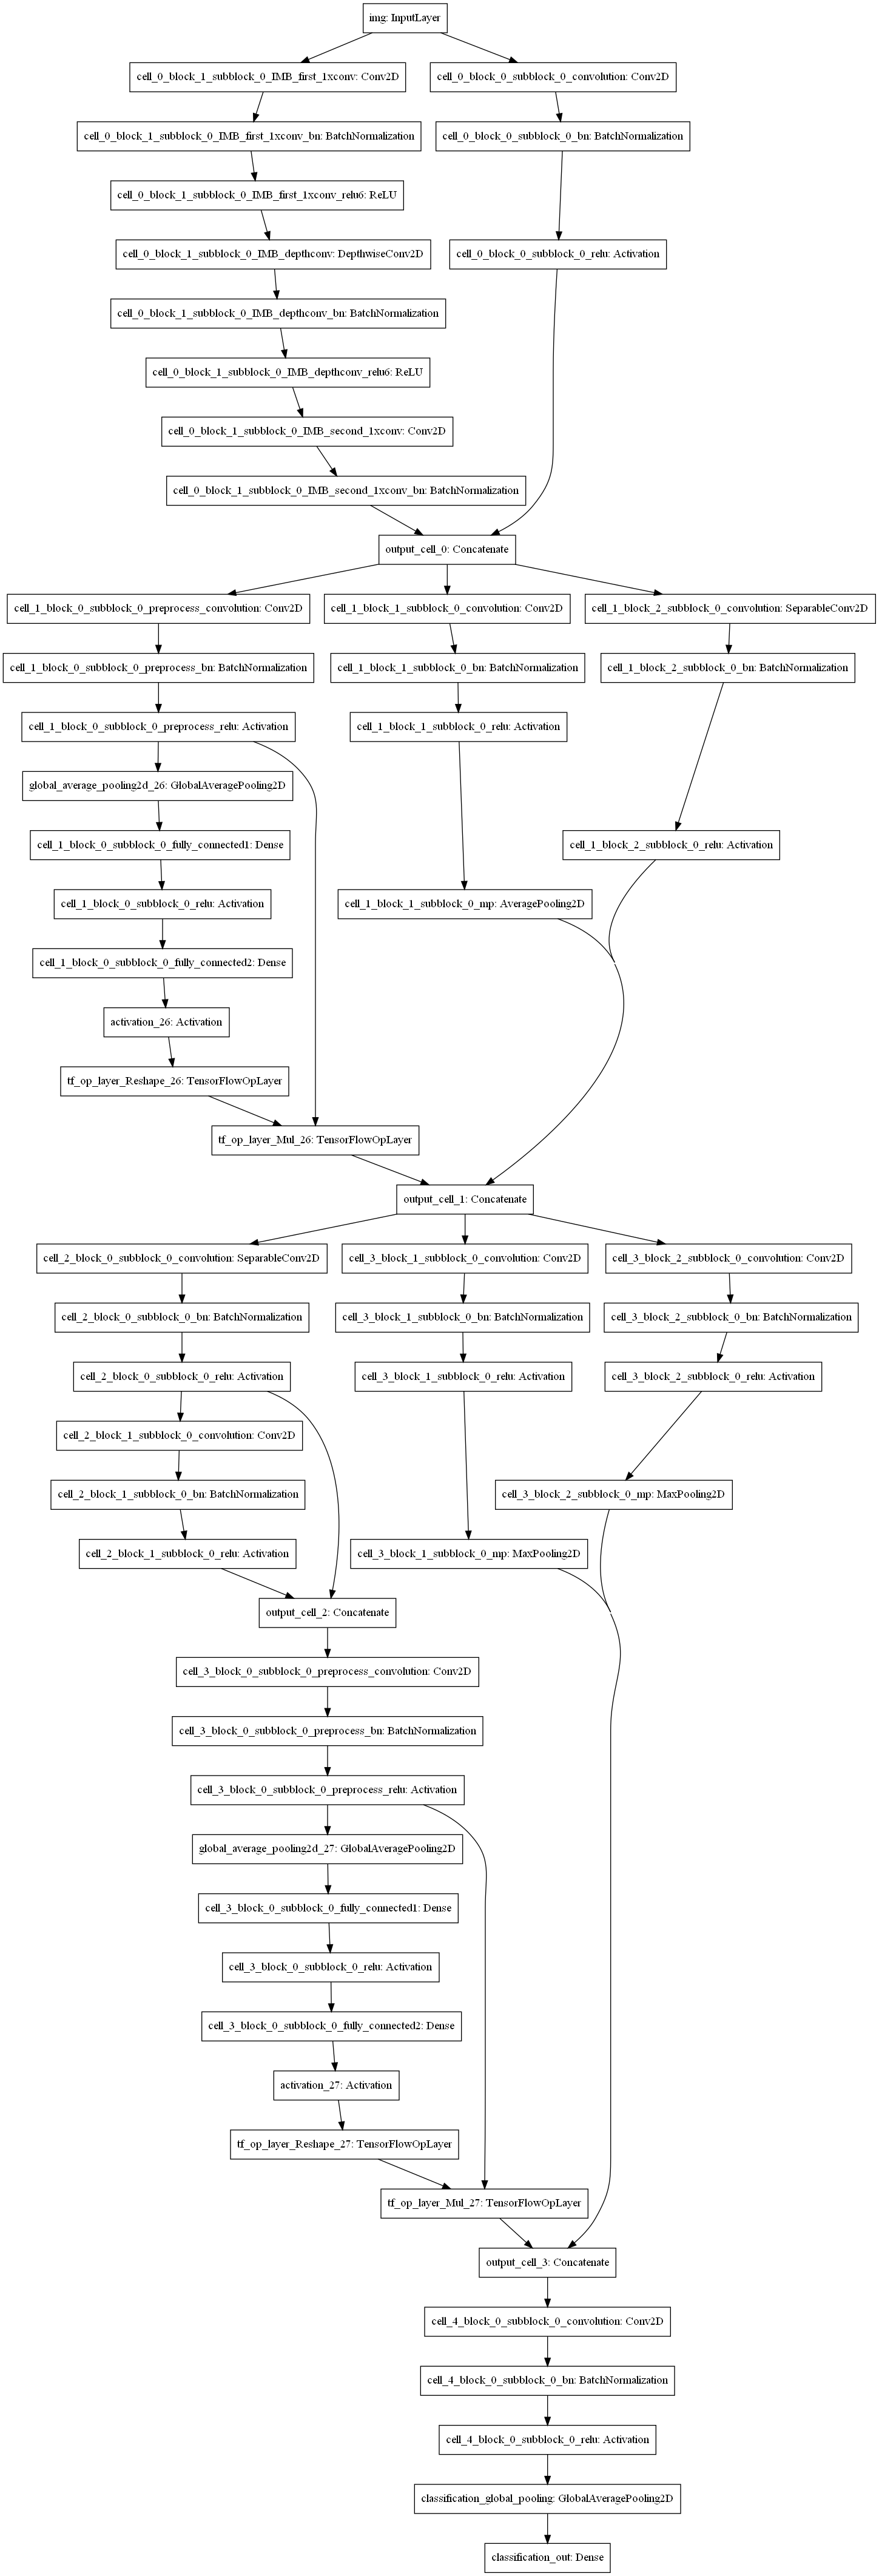 img: InputLayer
cell_0_block_1_subblock_0_IMB_first_1xconv: Conv2D
cell_0_block_0_subblock_0_convolution: Conv2D
cell_0_block_1_subblock_0_IMB_first_1xconv_bn: BatchNormalization
cell_0_block_0_subblock_0_bn: BatchNormalization
cell_0_block_1_subblock_0_IMB_first_1xconv_relu6: ReLU
cell_0_block_1_subblock_0_IMB_depthconv: DepthwiseConv2D
cell_0_block_0_subblock_0_relu: Activation
cell_0_block_1_subblock_0_IMB_depthconv_bn: BatchNormalization
cell_0_block_1_subblock_0_IMB_depthconv_relu6: ReLU
cell_0_block_1_subblock_0_IMB_second_1xconv: Conv2D
cell_0_block_1_subblock_0_IMB_second_1xconv_bn: BatchNormalization
output_cell_0: Concatenate
cell_1_block_0_subblock_0_preprocess_convolution: Conv2D
cell_1_block_1_subblock_0_convolution: Conv2D
cell_1_block_2_subblock_0_convolution: SeparableConv2D
cell_1_block_0_subblock_0_preprocess_bn: BatchNormalization
cell_1_block_1_subblock_0_bn: BatchNormalization
cell_1_block_2_subblock_0_bn: BatchNormalization
cell_1_block_0_subblock_0_preprocess_relu: Activation
cell_1_block_1_subblock_0_relu: Activation
global_average_pooling2d_26: GlobalAveragePooling2D
cell_1_block_0_subblock_0_fully_connected1: Dense
cell_1_block_2_subblock_0_relu: Activation
cell_1_block_0_subblock_0_relu: Activation
cell_1_block_1_subblock_0_mp: AveragePooling2D
cell_1_block_0_subblock_0_fully_connected2: Dense
activation_26: Activation
tf_op_layer_Reshape_26: TensorFlowOpLayer
tf_op_layer_Mul_26: TensorFlowOpLayer
output_cell_1: Concatenate
cell_2_block_0_subblock_0_convolution: SeparableConv2D
cell_3_block_1_subblock_0_convolution: Conv2D
cell_3_block_2_subblock_0_convolution: Conv2D
cell_2_block_0_subblock_0_bn: BatchNormalization
cell_3_block_1_subblock_0_bn: BatchNormalization
cell_3_block_2_subblock_0_bn: BatchNormalization
cell_2_block_0_subblock_0_relu: Activation
cell_3_block_1_subblock_0_relu: Activation
cell_3_block_2_subblock_0_relu: Activation
cell_2_block_1_subblock_0_convolution: Conv2D
cell_2_block_1_subblock_0_bn: BatchNormalization
cell_3_block_2_subblock_0_mp: MaxPooling2D
cell_2_block_1_subblock_0_relu: Activation
cell_3_block_1_subblock_0_mp: MaxPooling2D
output_cell_2: Concatenate
cell_3_block_0_subblock_0_preprocess_convolution: Conv2D
cell_3_block_0_subblock_0_preprocess_bn: BatchNormalization
cell_3_block_0_subblock_0_preprocess_relu: Activation
global_average_pooling2d_27: GlobalAveragePooling2D
cell_3_block_0_subblock_0_fully_connected1: Dense
cell_3_block_0_subblock_0_relu: Activation
cell_3_block_0_subblock_0_fully_connected2: Dense
activation_27: Activation
tf_op_layer_Reshape_27: TensorFlowOpLayer
tf_op_layer_Mul_27: TensorFlowOpLayer
output_cell_3: Concatenate
cell_4_block_0_subblock_0_convolution: Conv2D
cell_4_block_0_subblock_0_bn: BatchNormalization
cell_4_block_0_subblock_0_relu: Activation
classification_global_pooling: GlobalAveragePooling2D
classification_out: Dense